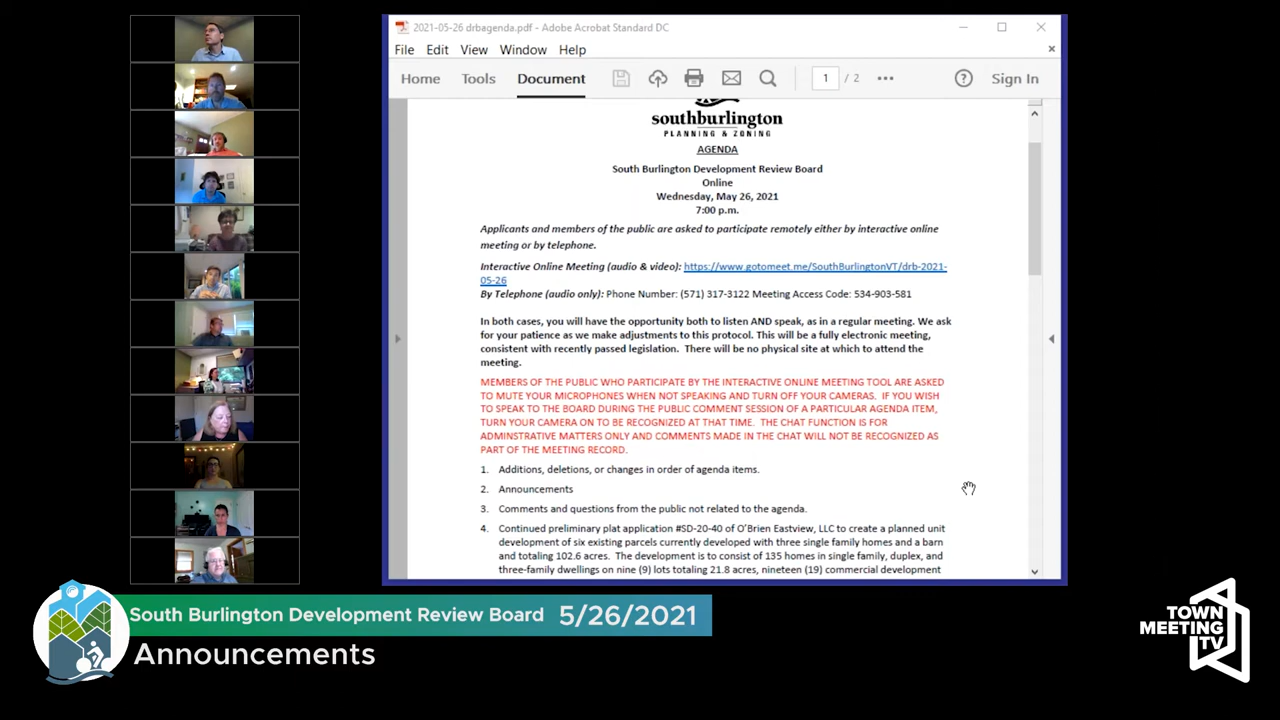 2021-05-26 drbagenda.pdf - Adobe Acrobat Standard DC
File Edit View Window Help
Home Tools Document 1 / 2 Sign In
southburlington
PLANNING & ZONING
AGENDA
South Burlington Development Review Board
Online
Wednesday, May 26, 2021
7:00 p.m.
Applicants and members of the public are asked to participate remotely either by interactive online
meeting or by telephone.
Interactive Online Meeting (audio & video): https://www.gotomeet.me/SouthBurlingtonVT/drb-2021-
05-26
By Telephone (audio only): Phone Number: (571) 317-3122 Meeting Access Code: 534-903-581
In both cases, you will have the opportunity both to listen AND speak, as in a regular meeting. We ask
for your patience as we make adjustments to this protocol. This will be a fully electronic meeting,
consistent with recently passed legislation. There will be no physical site at which to attend the
meeting.
MEMBERS OF THE PUBLIC WHO PARTICIPATE BY THE INTERACTIVE ONLINE MEETING TOOL ARE ASKED
TO MUTE YOUR MICROPHONES WHEN NOT SPEAKING AND TURN OFF YOUR CAMERAS. IF YOU WISH
TO SPEAK TO THE BOARD DURING THE PUBLIC COMMENT SESSION OF A PARTICULAR AGENDA ITEM,
TURN YOUR CAMERA ON TO BE RECOGNIZED AT THAT TIME. THE CHAT FUNCTION IS FOR
ADMINSTRATIVE MATTERS ONLY AND COMMENTS MADE IN THE CHAT WILL NOT BE RECOGNIZED AS
PART OF THE MEETING RECORD.
1. Additions, deletions, or changes in order of agenda items.
2. Announcements
3. Comments and questions from the public not related to the agenda.
4. Continued preliminary plat application #SD-20-40 of O'Brien Eastview, LLC to create a planned unit
development of six existing parcels currently developed with three single family homes and a barn
and totaling 102.6 acres. The development is to consist of 135 homes in single family, duplex, and
three-family dwellings on nine (9) lots totaling 21.8 acres, nineteen (19) commercial development
South Burlington Development Review Board 5/26/2021
Announcements
TOWN
MEETING
TV